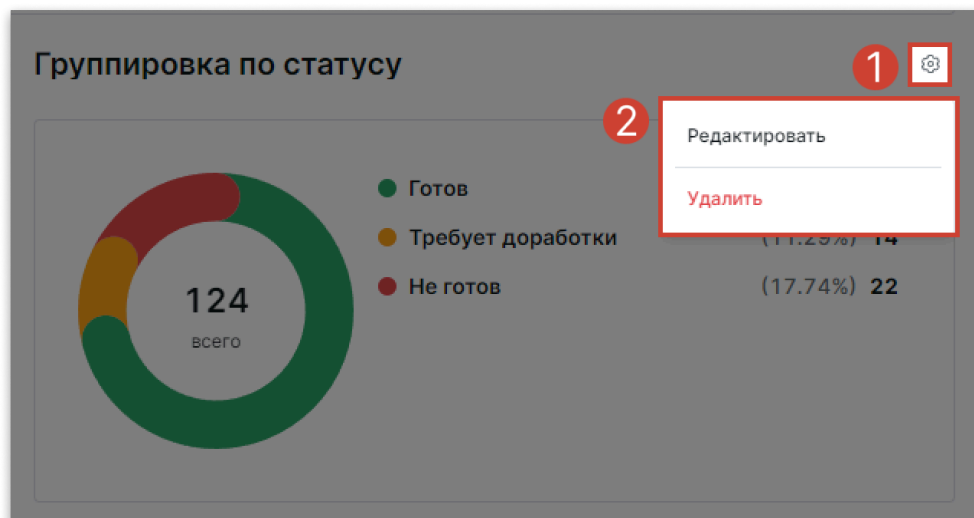 Группировка по статусу
1
2
Редактировать
Удалить
Готов
Требует доработки (11.29%) 14
Не готов (17.74%) 22
124
всего